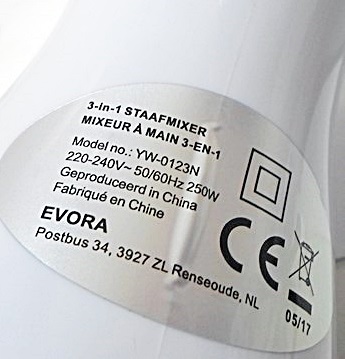 3-in-1 STAAFMIXER
MIXEUR À MAIN 3-EN-1
Model no.: YW-0123N
220-240V~ 50/60Hz 250W
Geproduceerd in China
Fabriqué en Chine
EVORA
Postbus 34, 3927 ZL Renseoude, NL
CE
05/17